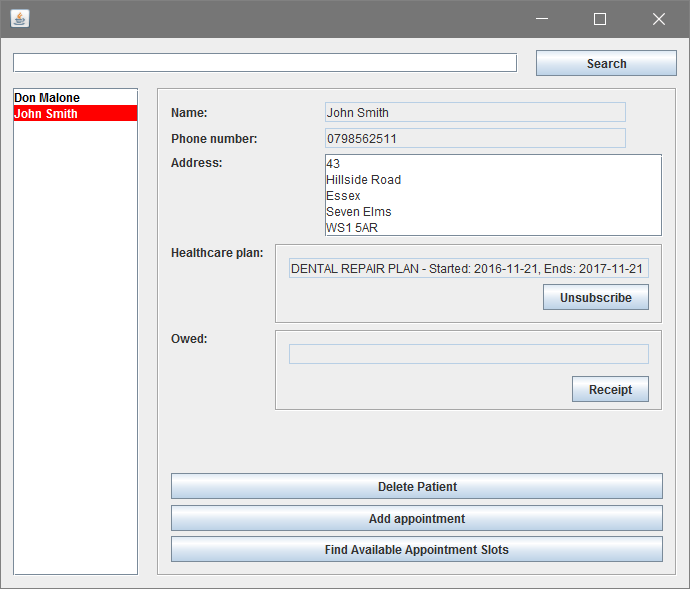 Search
Don Malone
John Smith
Name: John Smith
Phone number: 0798562511
Address: 43
Hillside Road
Essex
Seven Elms
WS1 5AR
Healthcare plan: DENTAL REPAIR PLAN - Started: 2016-11-21, Ends: 2017-11-21
Unsubscribe
Owed:
Receipt
Delete Patient
Add appointment
Find Available Appointment Slots